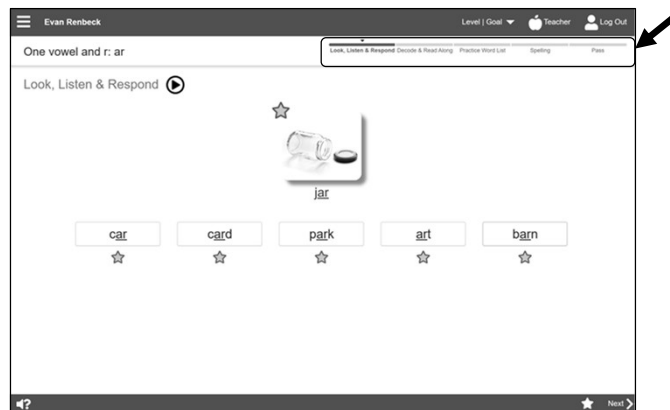 Evan Renbeck Level | Goal Teacher Log Out
One vowel and r: ar
Look, Listen & Respond Decode & Read Along Practice Word List Spelling Pass
Look, Listen & Respond
jar
car card park art barn
? Next